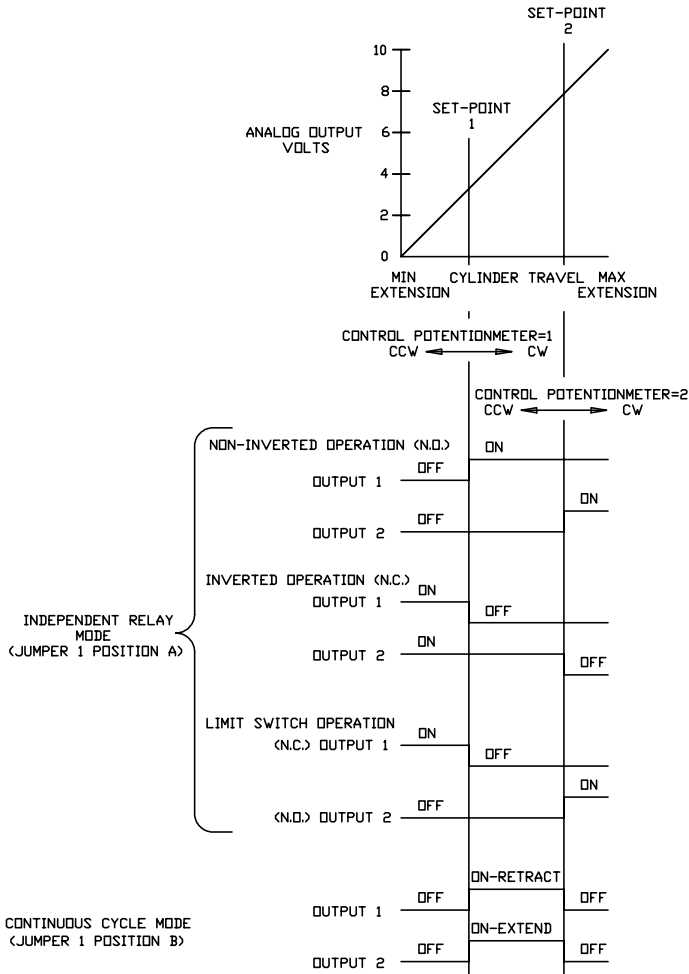 SET-POINT
2
10
8
SET-POINT
1
ANALOG OUTPUT
VOLTS
6
4
2
0
MIN
EXTENSION
CYLINDER TRAVEL
MAX
EXTENSION
CONTROL POTENTIONMETER=1
CCW CW
CONTROL POTENTIONMETER=2
CCW CW
NON-INVERTED OPERATION (N.O.)
ON
OFF
OUTPUT 1
ON
OFF
OUTPUT 2
INVERTED OPERATION (N.C.)
ON
OUTPUT 1
OFF
INDEPENDENT RELAY
MODE
(JUMPER 1 POSITION A)
ON
OUTPUT 2
OFF
LIMIT SWITCH OPERATION
ON
(N.C.) OUTPUT 1
OFF
ON
OFF
(N.O.) OUTPUT 2
ON-RETRACT
OFF
OFF
OUTPUT 1
CONTINUOUS CYCLE MODE
(JUMPER 1 POSITION B)
ON-EXTEND
OFF
OFF
OUTPUT 2